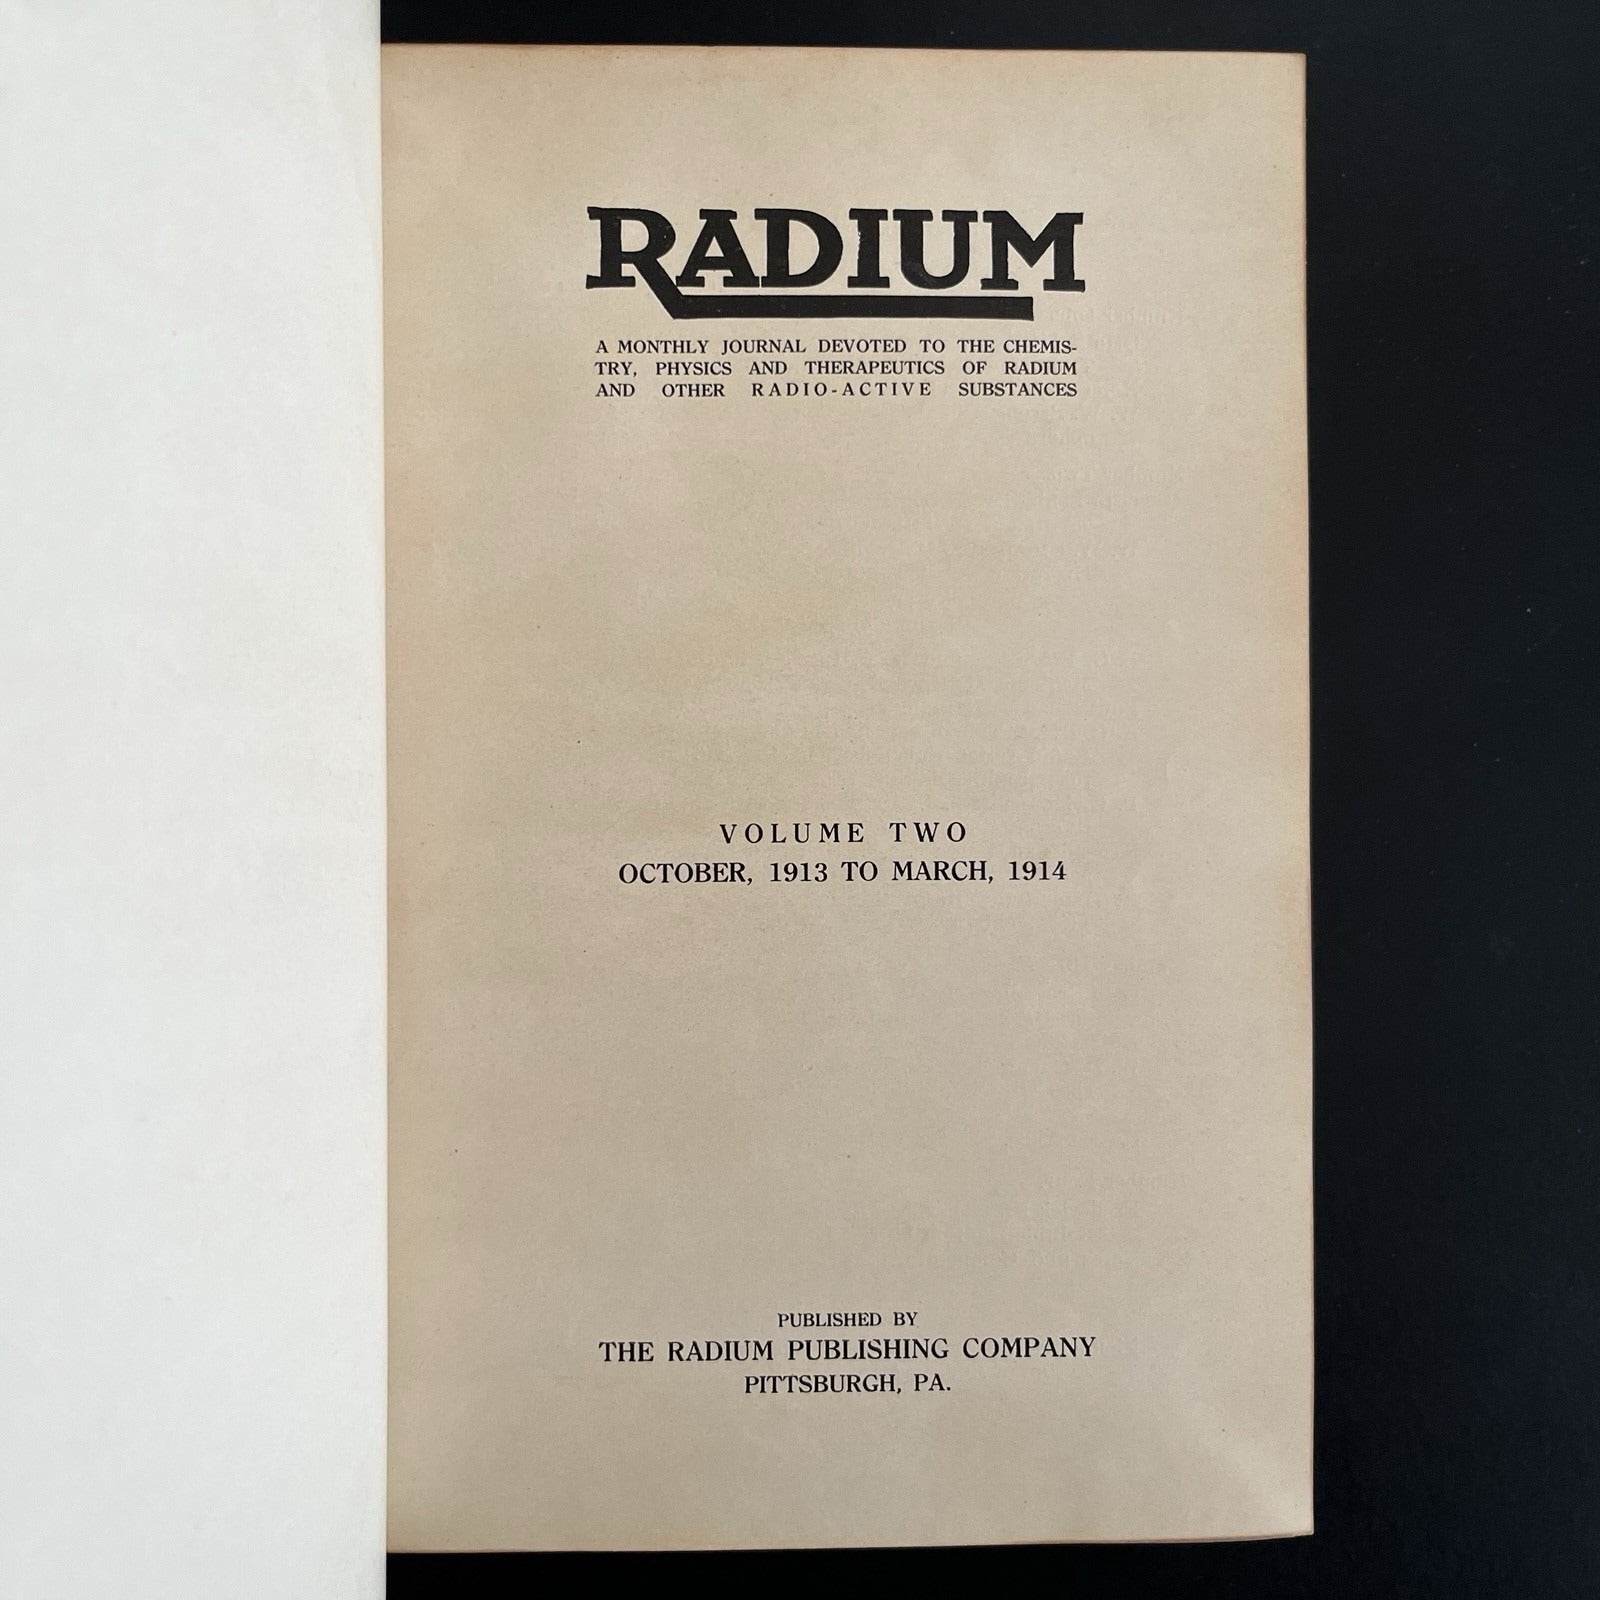 RADIUM
A MONTHLY JOURNAL DEVOTED TO THE CHEMIS-
TRY, PHYSICS AND THERAPEUTICS OF RADIUM
AND OTHER RADIO-ACTIVE SUBSTANCES
VOLUME TWO
OCTOBER, 1913 TO MARCH, 1914
PUBLISHED BY
THE RADIUM PUBLISHING COMPANY
PITTSBURGH, PA.